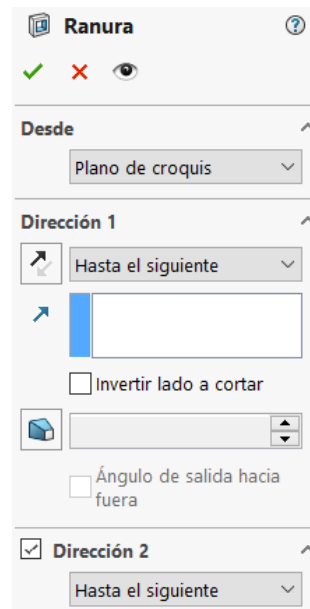 Ranura
Desde
Plano de croquis
Dirección 1
Hasta el siguiente
Invertir lado a cortar
Ángulo de salida hacia
fuera
Dirección 2
Hasta el siguiente